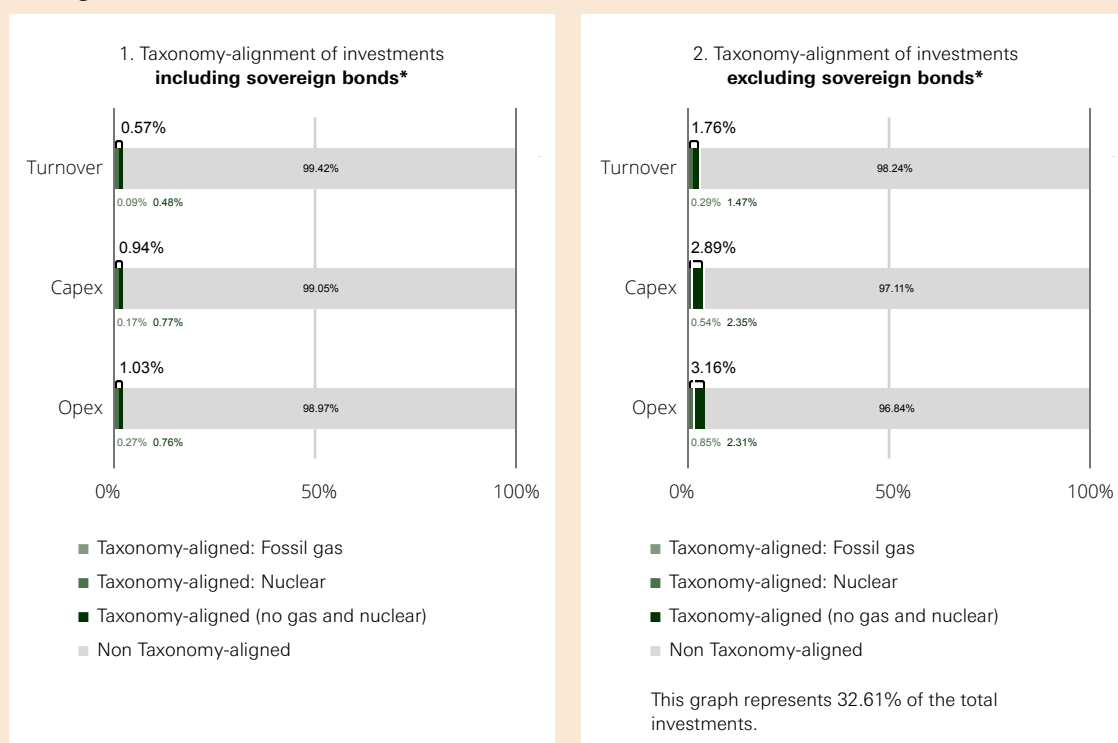 1. Taxonomy-alignment of investments
including sovereign bonds*
0.57%
Turnover
99.42%
0.09% 0.48%
0.94%
Capex
99.05%
0.17% 0.77%
1.03%
Opex
98.97%
0.27% 0.76%
0% 50% 100%
Taxonomy-aligned: Fossil gas
Taxonomy-aligned: Nuclear
Taxonomy-aligned (no gas and nuclear)
Non Taxonomy-aligned
2. Taxonomy-alignment of investments
excluding sovereign bonds*
1.76%
Turnover
98.24%
0.29% 1.47%
2.89%
Capex
97.11%
0.54% 2.35%
3.16%
Opex
96.84%
0.85% 2.31%
0% 50% 100%
Taxonomy-aligned: Fossil gas
Taxonomy-aligned: Nuclear
Taxonomy-aligned (no gas and nuclear)
Non Taxonomy-aligned
This graph represents 32.61% of the total
investments.